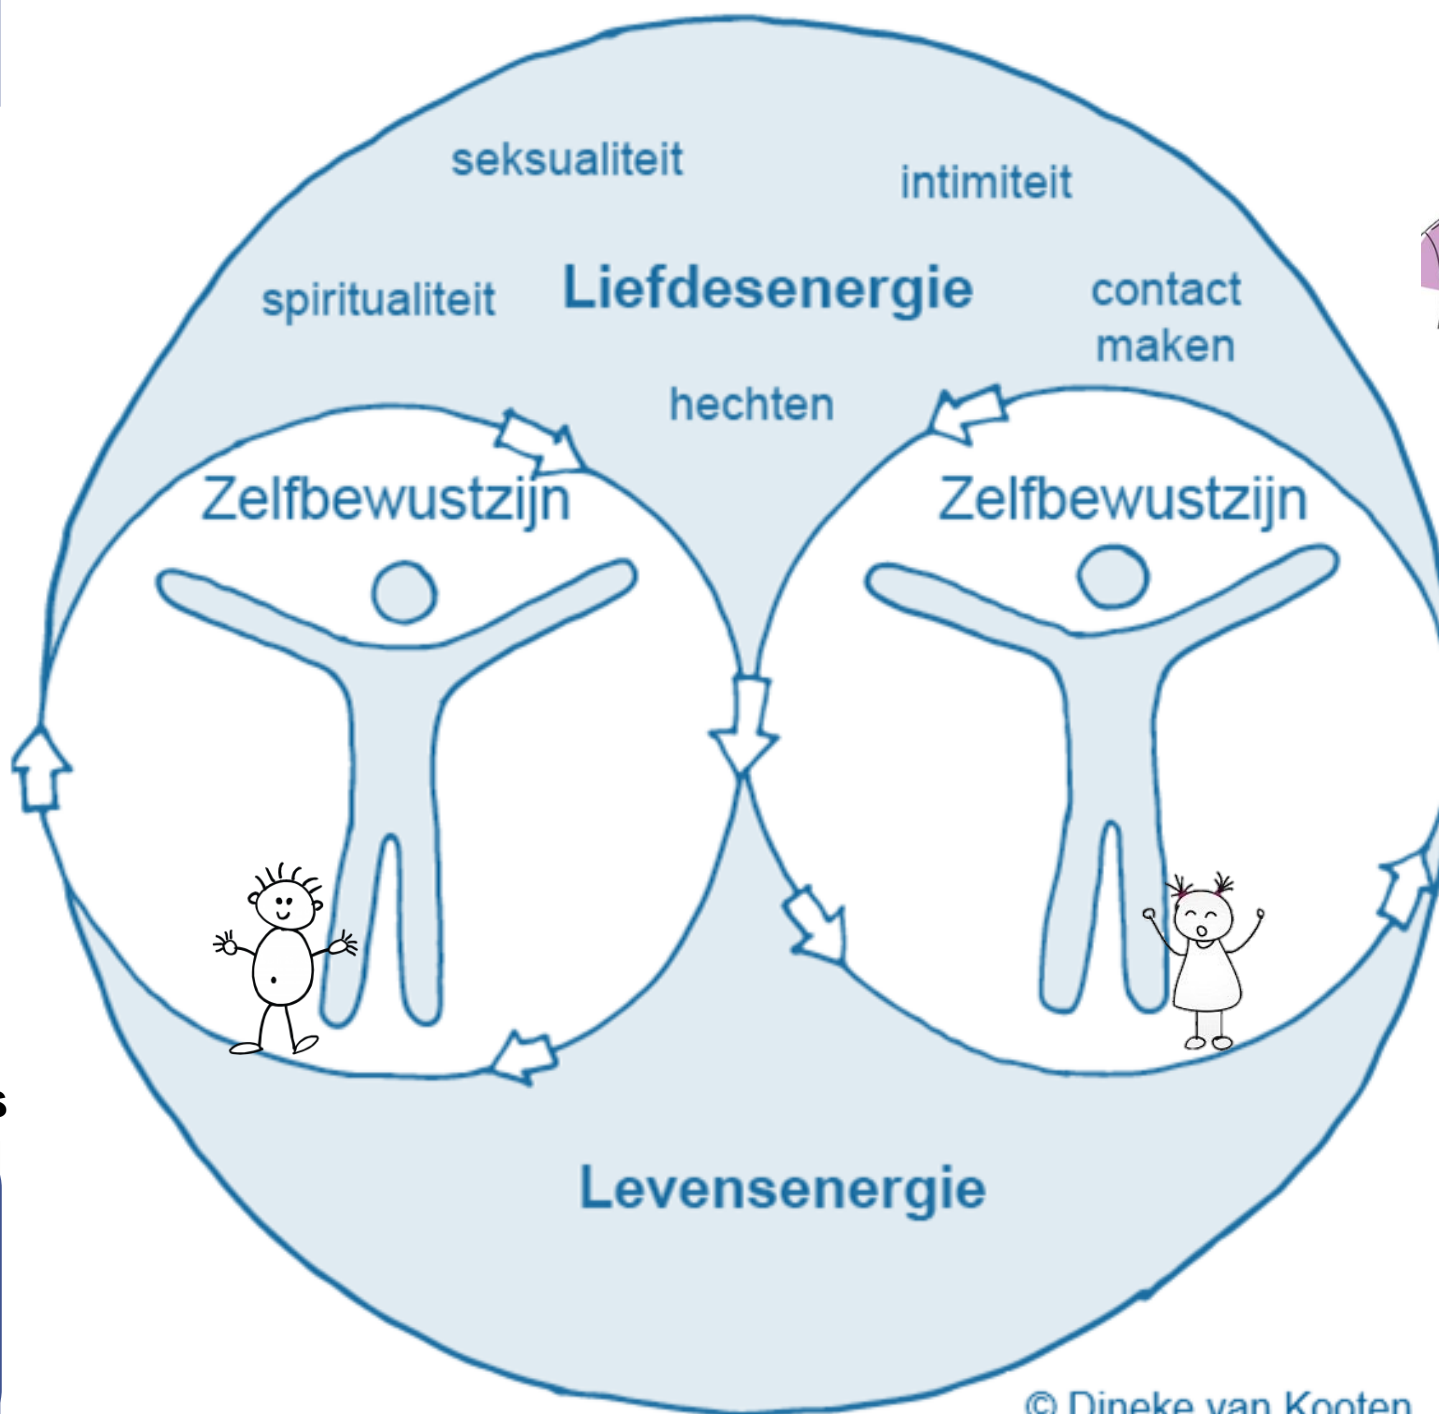 seksualiteit
intimiteit
spiritualiteit
Liefdesenergie
contact
maken
hechten
Zelfbewustzijn
Zelfbewustzijn
s
Levensenergie
© Dineke van Kooten